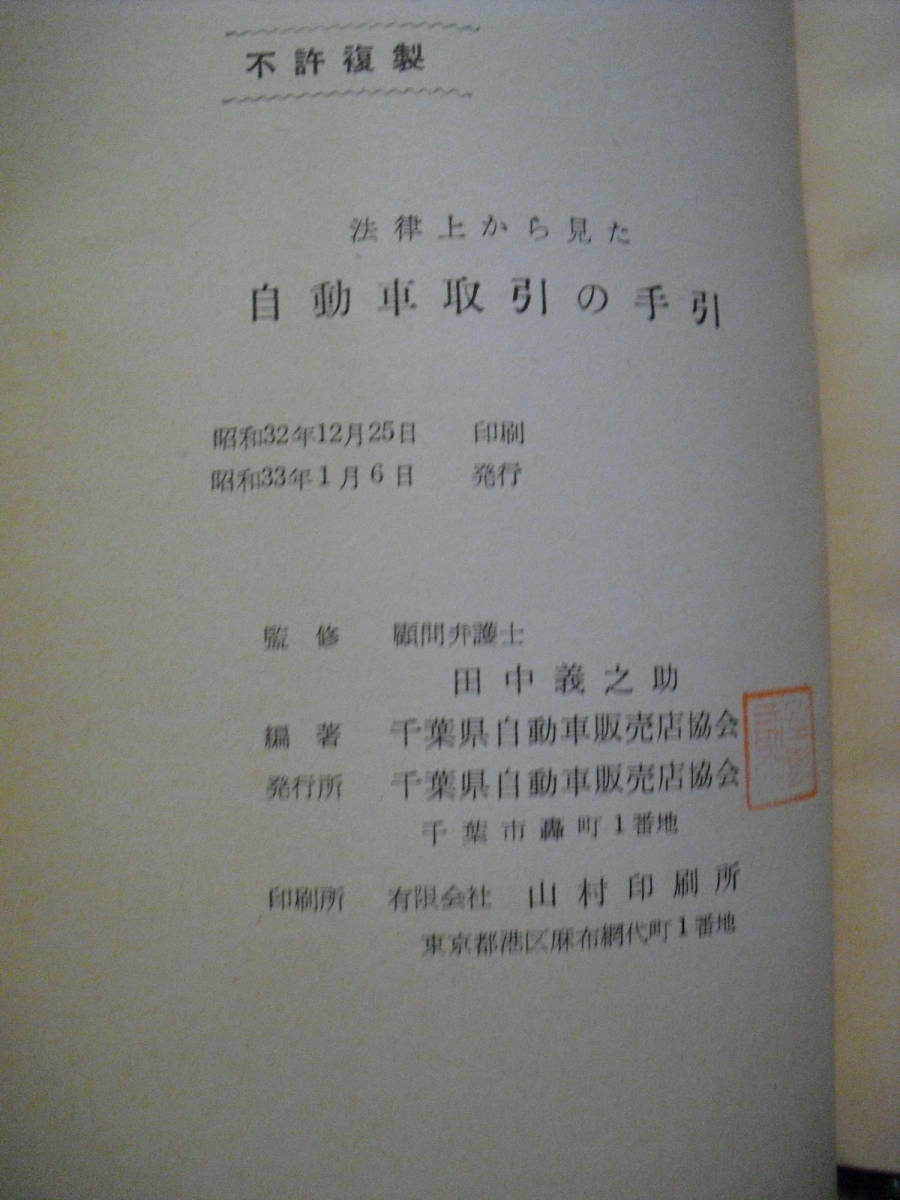 不許複製
法律上から見た
自動車取引の手引
昭和32年12月25日 印刷
昭和33年1月6日 発行
監修 顧問弁護士
田中義之助
編著 千葉県自動車販売店協会
発行所 千葉県自動車販売店協会
千葉市轟町1番地
印刷所 有限会社 山村印刷所
東京都港区麻布網代町1番地